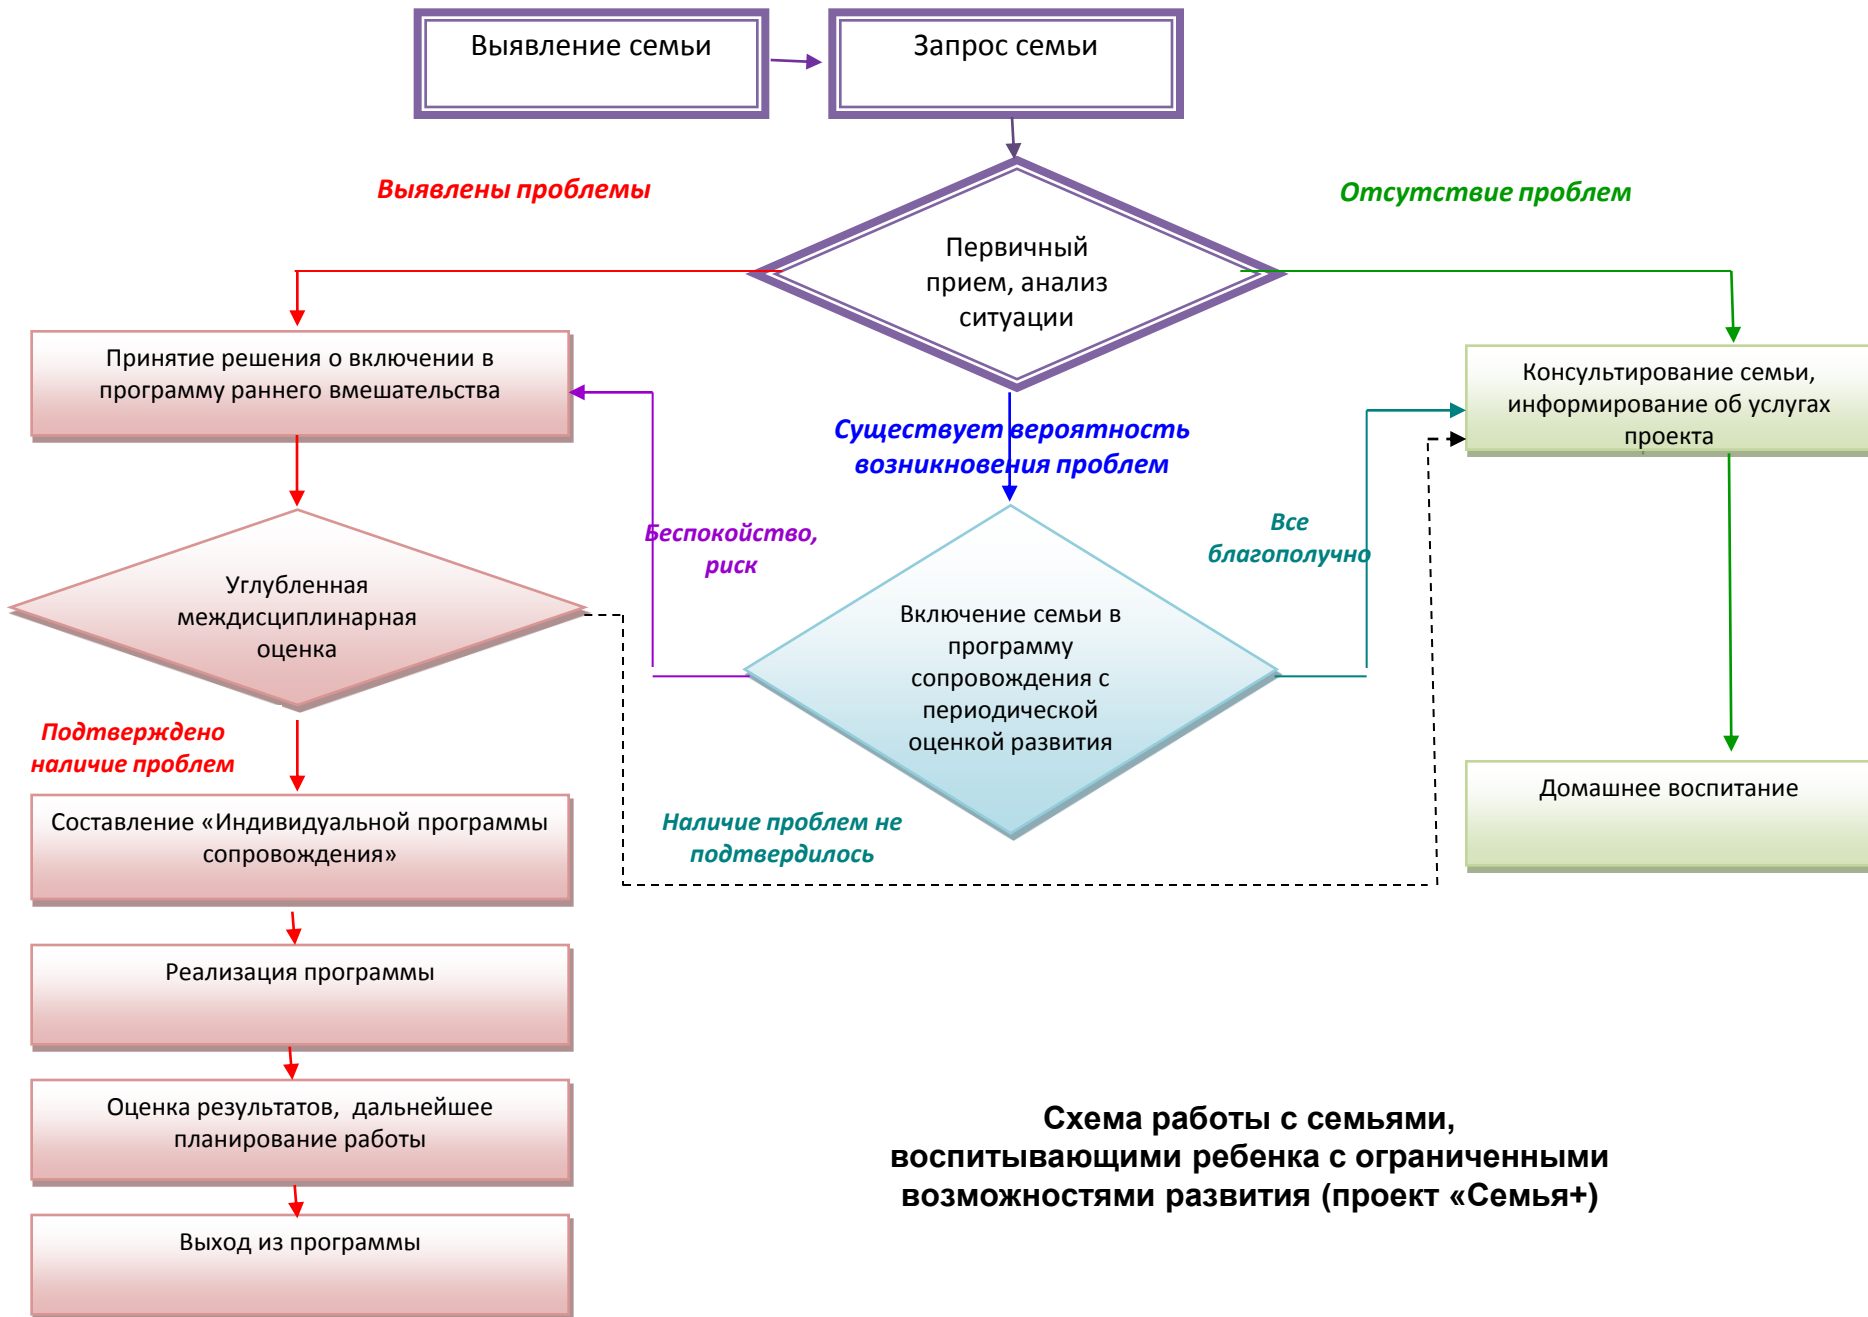 Выявление семьи
Запрос семьи
Выявлены проблемы
Отсутствие проблем
Первичный
прием, анализ
ситуации
Принятие решения о включении в
программу раннего вмешательства
Консультирование семьи,
информирование об услугах
проекта
Существует вероятность
возникновения проблем
Беспокойство,
риск
Все
благополучно
Углубленная
междисциплинарная
оценка
Включение семьи в
программу
сопровождения с
периодической
оценкой развития
Подтверждено
наличие проблем
Наличие проблем не
подтвердилось
Домашнее воспитание
Составление «Индивидуальной программы
сопровождения»
Реализация программы
Оценка результатов, дальнейшее
планирование работы
Выход из программы
Схема работы с семьями,
воспитывающими ребенка с ограниченными
возможностями развития (проект «Семья+)